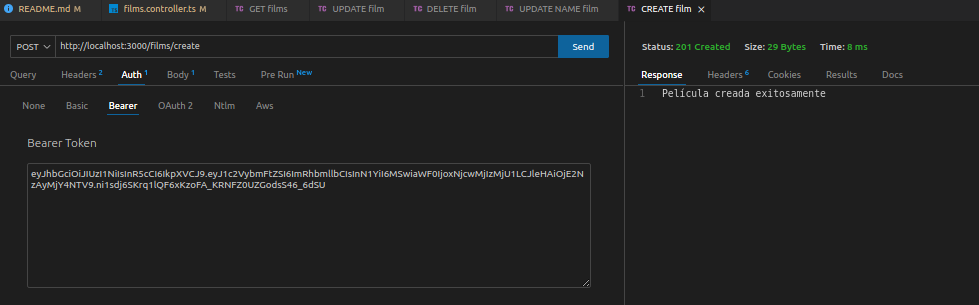 README.md M films.controller.ts M TC GET films TC UPDATE film TC DELETE film TC UPDATE NAME film TC CREATE film
POST http://localhost:3000/films/create Send
Query Headers 2 Auth 1 Body 1 Tests Pre Run New
None Basic Bearer OAuth 2 Ntlm Aws
Bearer Token
eyJhbGciOiJIUzI1NiIsInR5cCI6IkpXVCJ9.eyJ1c2VybmFtZSI6ImRhbmllbCIsInN1YiI6MSwiaWF0IjoxNjcwMjIzMjU1LCJleHAiOjE2N
zAyMjY4NTV9.ni1sdj6SKrq1lQF6xKzoFA_KRNFZ0UZGodsS46_6dSU
Status: 201 Created Size: 29 Bytes Time: 8 ms
Response Headers 6 Cookies Results Docs
1 Película creada exitosamente